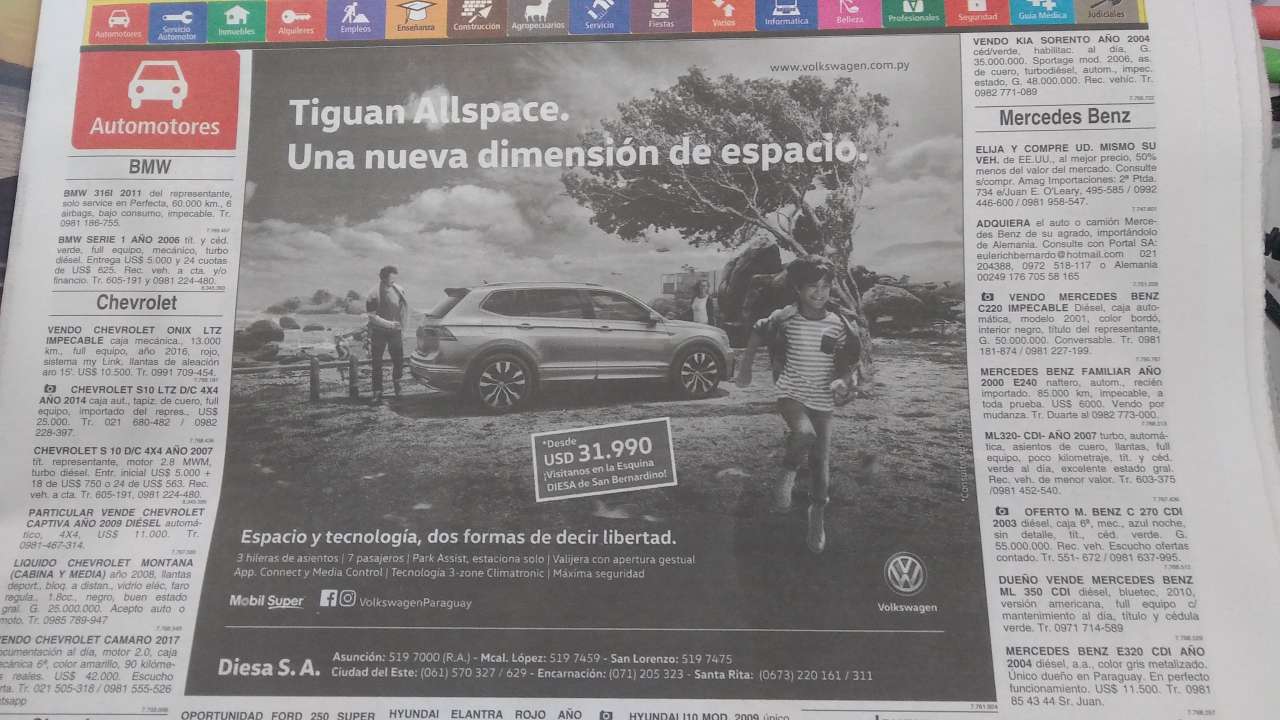 Automotores
Servicio Automotor
Inmuebles
Alquileres
Empleos
Enseñanza
Construcción
Agropecuarios
Servicio
Fiestas
Varios
Informatica
Belleza
Profesionales
Seguridad
Guía Médica
Judiciales
Automotores
BMW
BMW 316I 2011 del representante,
solo service en Perfecta, 60.000 km., 6
airbags, bajo consumo, impecable. Tr.
0981 186-755.
BMW SERIE 1 AÑO 2006 tít. y céd.
verde, full equipo, mecánico, turbo
diésel. Entrega US$ 5.000 y 24 cuotas
de US$ 625. Rec. veh. a cta. y/o
financio. Tr. 605-191 y 0981 224-480.
Chevrolet
VENDO CHEVROLET ONIX LTZ
IMPECABLE caja mecánica., 13.000
km., full equipo, año 2016, rojo,
sistema my Link, llantas de aleación
aro 15'. US$ 10.500. Tr. 0991 709-454.
CHEVROLET S10 LTZ D/C 4X4
AÑO 2014 caja aut., tapiz. de cuero, full
equipo, importado del repres., US$
25.000. Tr. 021 680-482 / 0982
228-397.
CHEVROLET S 10 D/C 4X4 AÑO 2007
tít. representante, motor 2.8 MWM,
turbo diésel. Entr. inicial US$ 5.000 +
18 de US$ 750 o 24 de US$ 563. Rec.
veh. a cta. Tr. 605-191, 0981 224-480.
PARTICULAR VENDE CHEVROLET
CAPTIVA AÑO 2009 DIÉSEL automá-
tico, 4X4, US$ 11.000. Tr.
0981-467-314.
LIQUIDO CHEVROLET MONTANA
(CABINA Y MEDIA) año 2008, llantas
deport., bloq. a distan., vidrio eléc, faro
regula., 1.8cc., negro, buen estado
gral. G. 25.000.000. Acepto auto o
moto. Tr. 0985 789-947
VENDO CHEVROLET CAMARO 2017
ocumentación al día, motor 2.0, caja
ecánica 6ª, color amarillo, 90 kilóme-
s reales. US$ 42.000. Escucho
rta. Tr. 021 505-318 / 0981 555-526
tsapp
www.volkswagen.com.py
Tiguan Allspace.
Una nueva dimensión de espacio.
*Desde
USD 31.990
¡Visitanos en la Esquina
DIESA de San Bernardino!
Espacio y tecnología, dos formas de decir libertad.
3 hileras de asientos | 7 pasajeros | Park Assist, estaciona solo | Valijera con apertura gestual
App. Connect y Media Control | Tecnología 3-zone Climatronic | Máxima seguridad
Mobil Super VolkswagenParaguay
Volkswagen
Diesa S. A.
Asunción: 519 7000 (R.A.) - Mcal. López: 519 7459 - San Lorenzo: 519 7475
Ciudad del Este: (061) 570 327 / 629 - Encarnación: (071) 205 323 - Santa Rita: (0673) 220 161 / 311
VENDO KIA SORENTO AÑO 2004
céd/verde, habilitac. al día, G.
35.000.000. Sportage mod. 2006, as.
de cuero, turbodiésel, autom., impec.
estado, G. 48.000.000. Rec. vehíc. Tr.
0982 771-089
Mercedes Benz
ELIJA Y COMPRE UD. MISMO SU
VEH. de EE.UU., al mejor precio, 50%
menos del valor del mercado. Consulte
s/compr. Amag Importaciones: 2ª Ptda.
734 e/Juan E. O'Leary, 495-585 / 0992
446-600 / 0981 958-547.
ADQUIERA el auto o camión Merce-
des Benz de su agrado, importándolo
de Alemania. Consulte con Portal SA:
eulerichbernardo@hotmail.com 021
204388, 0972 518-117 o Alemania
00249 176 705 58 165
VENDO MERCEDES BENZ
C220 IMPECABLE Diésel, caja auto-
mática, modelo 2001, color bordó,
interior negro, título del representante,
G. 50.000.000. Conversable. Tr. 0981
181-874 / 0981 227-199.
MERCEDES BENZ FAMILIAR AÑO
2000 E240 naftero, autom., recién
importado. 85.000 km, impecable, a
toda prueba. US$ 6000. Vendo por
mudanza. Tr. Duarte al 0982 773-000.
ML320- CDI- AÑO 2007 turbo, automá-
tica, asientos de cuero, llantas, full
equipo, poco kilometraje, tít. y céd.
verde al día, excelente estado gral.
Rec. veh. de menor valor. Tr. 603-375
/0981 452-540.
OFERTO M. BENZ C 270 CDI
2003 diésel, caja 6ª, mec., azul noche,
sin detalle, tít., céd. verde. G.
55.000.000. Rec. veh. Escucho ofertas
contado. Tr. 551- 672 / 0981 637-995.
DUEÑO VENDE MERCEDES BENZ
ML 350 CDI diésel, bluetec, 2010,
versión americana, full equipo c/
mantenimiento al día, título y cédula
verde. Tr. 0971 714-589
MERCEDES BENZ E320 CDI AÑO
2004 diésel, a.a., color gris metalizado.
Único dueño en Paraguay. En perfecto
funcionamiento. US$ 11.500. Tr. 0981
85 43 44 Sr. Juan.
OPORTUNIDAD FORD 250 SUPER
HYUNDAI ELANTRA ROJO AÑO
HYUNDAI I10 MOD. 2009 único